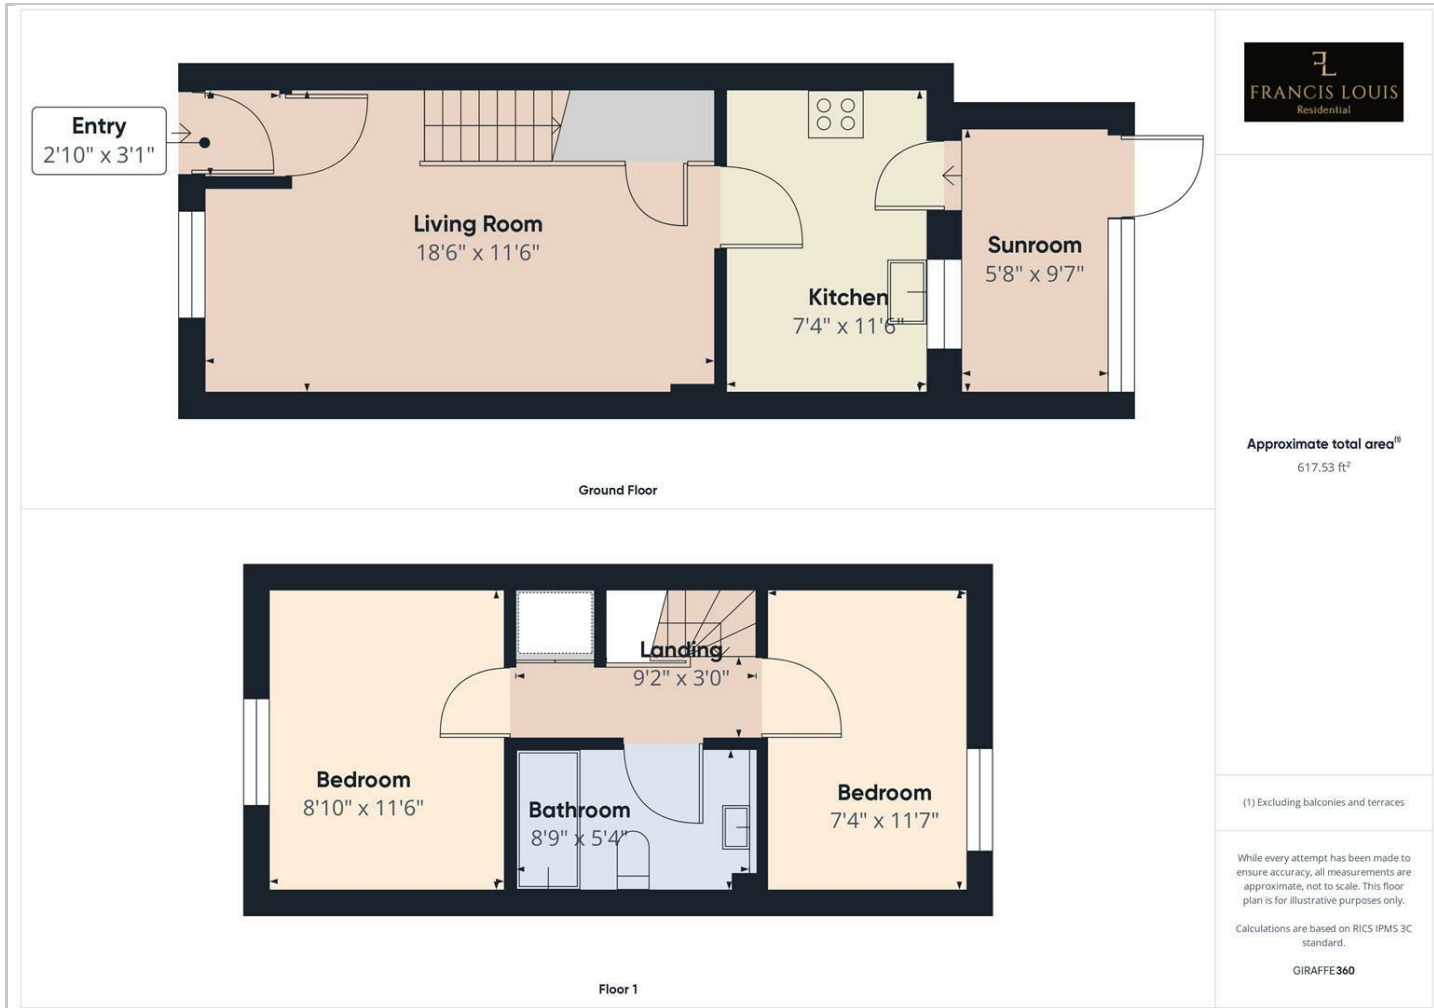 Entry
2'10" x 3'1"
Living Room
18'6" x 11'6"
Kitchen
7'4" x 11'6"
Sunroom
5'8" x 9'7"
Ground Floor
Landing
9'2" x 3'0"
Bedroom
8'10" x 11'6"
Bathroom
8'9" x 5'4"
Bedroom
7'4" x 11'7"
Floor 1
FL
FRANCIS LOUIS
Residential
Approximate total area(1)
617.53 ft²
(1) Excluding balconies and terraces
While every attempt has been made to
ensure accuracy, all measurements are
approximate, not to scale. This floor
plan is for illustrative purposes only.
Calculations are based on RICS IPMS 3C
standard.
GIRAFFE360